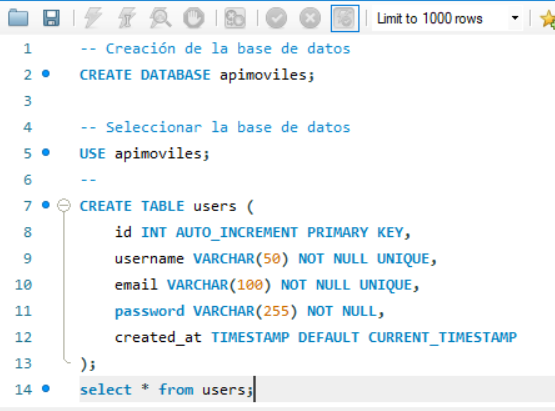 Limit to 1000 rows
1 -- Creación de la base de datos
2 CREATE DATABASE apimoviles;
3
4 -- Seleccionar la base de datos
5 USE apimoviles;
6 --
7 CREATE TABLE users (
8 id INT AUTO_INCREMENT PRIMARY KEY,
9 username VARCHAR(50) NOT NULL UNIQUE,
10 email VARCHAR(100) NOT NULL UNIQUE,
11 password VARCHAR(255) NOT NULL,
12 created_at TIMESTAMP DEFAULT CURRENT_TIMESTAMP
13 );
14 select * from users;